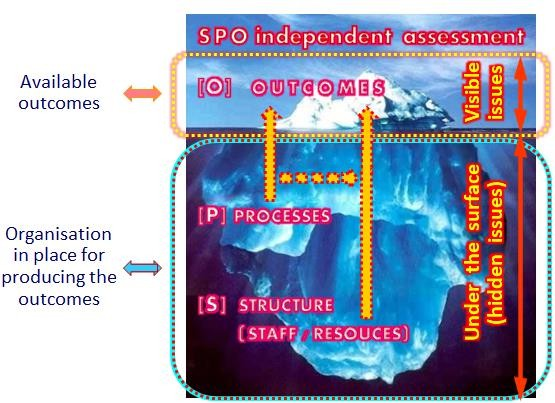 SPO independent assessment
Available
outcomes
[O] OUTCOMES
Visible
issues
[P] PROCESSES
Organisation
in place for
producing the
outcomes
[S] STRUCTURE
(STAFF/RESOUCES)
Under the surface
(hidden issues)